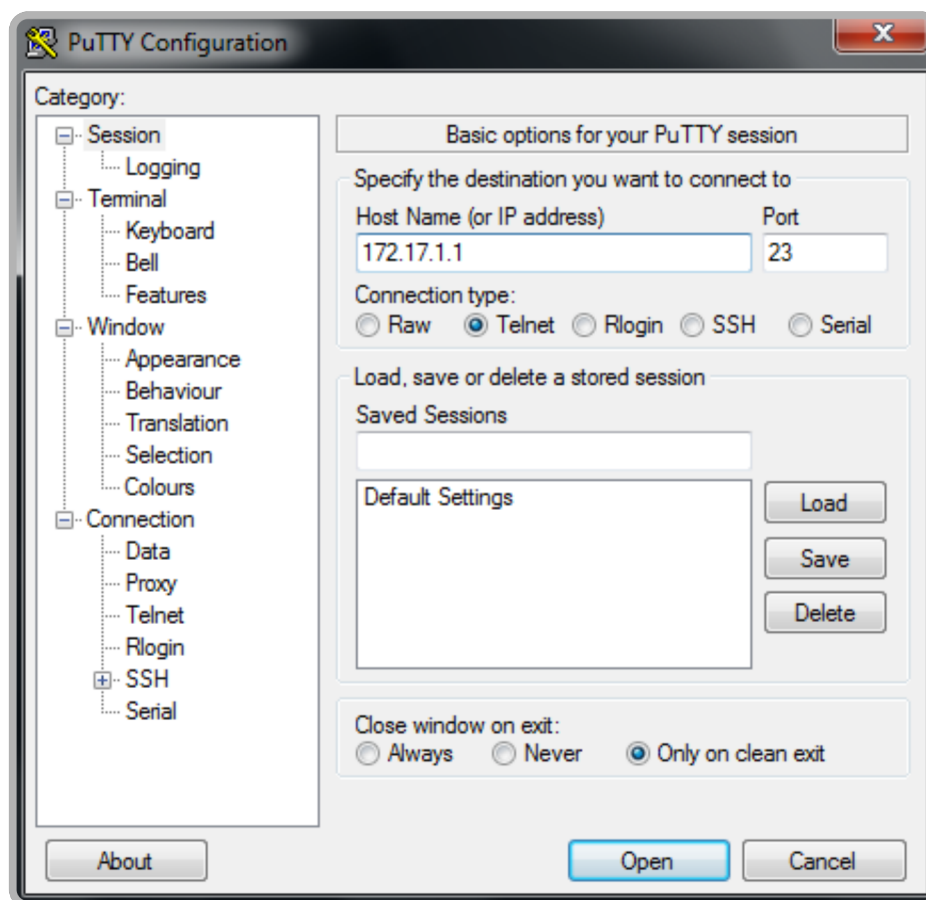 PuTTY Configuration
Category:
Session
Logging
Terminal
Keyboard
Bell
Features
Window
Appearance
Behaviour
Translation
Selection
Colours
Connection
Data
Proxy
Telnet
Rlogin
SSH
Serial
Basic options for your PuTTY session
Specify the destination you want to connect to
Host Name (or IP address) Port
172.17.1.1 23
Connection type:
Raw Telnet Rlogin SSH Serial
Load, save or delete a stored session
Saved Sessions
Default Settings
Load
Save
Delete
Close window on exit:
Always Never Only on clean exit
About Open Cancel